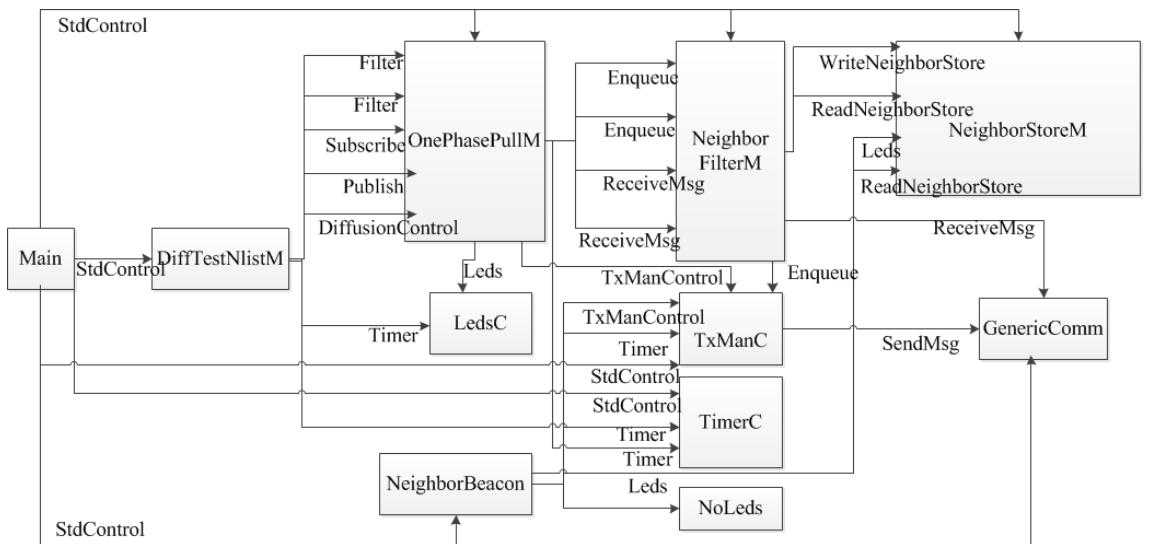 StdControl
Filter
Filter
Subscribe
Publish
DiffusionControl
OnePhasePullM
Enqueue
Enqueue
ReceiveMsg
ReceiveMsg
Neighbor
FilterM
WriteNeighborStore
ReadNeighborStore
NeighborStoreM
Leds
ReadNeighborStore
ReceiveMsg
Main
StdControl
DiffTestNlistM
Leds
TxManControl
Enqueue
Timer
LedsC
TxManControl
Timer
StdControl
TxManC
SendMsg
GenericComm
StdControl
Timer
Timer
TimerC
NeighborBeacon
Leds
NoLeds
StdControl